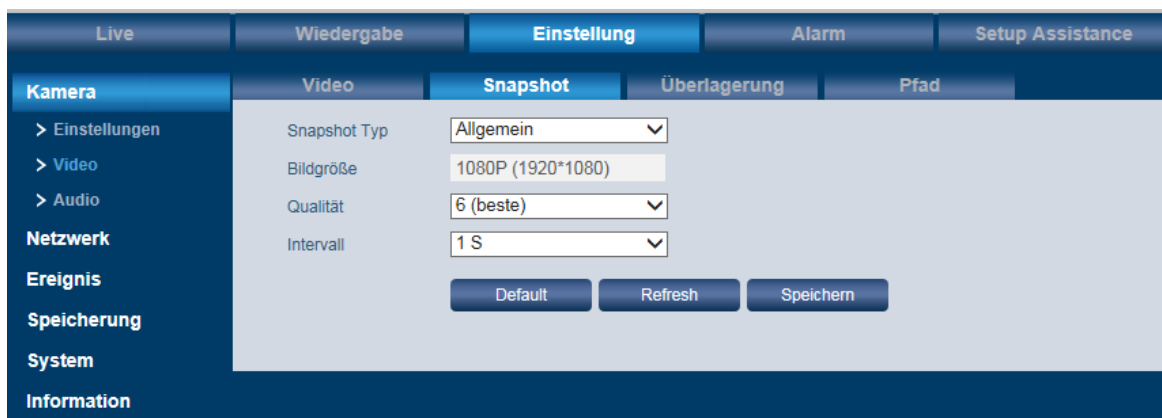 Live Wiedergabe Einstellung Alarm Setup Assistance
Kamera
> Einstellungen
> Video
> Audio
Netzwerk
Ereignis
Speicherung
System
Information
Video Snapshot Überlagerung Pfad
Snapshot Typ Allgemein
Bildgröße 1080P (1920*1080)
Qualität 6 (beste)
Intervall 1 S
Default Refresh Speichern